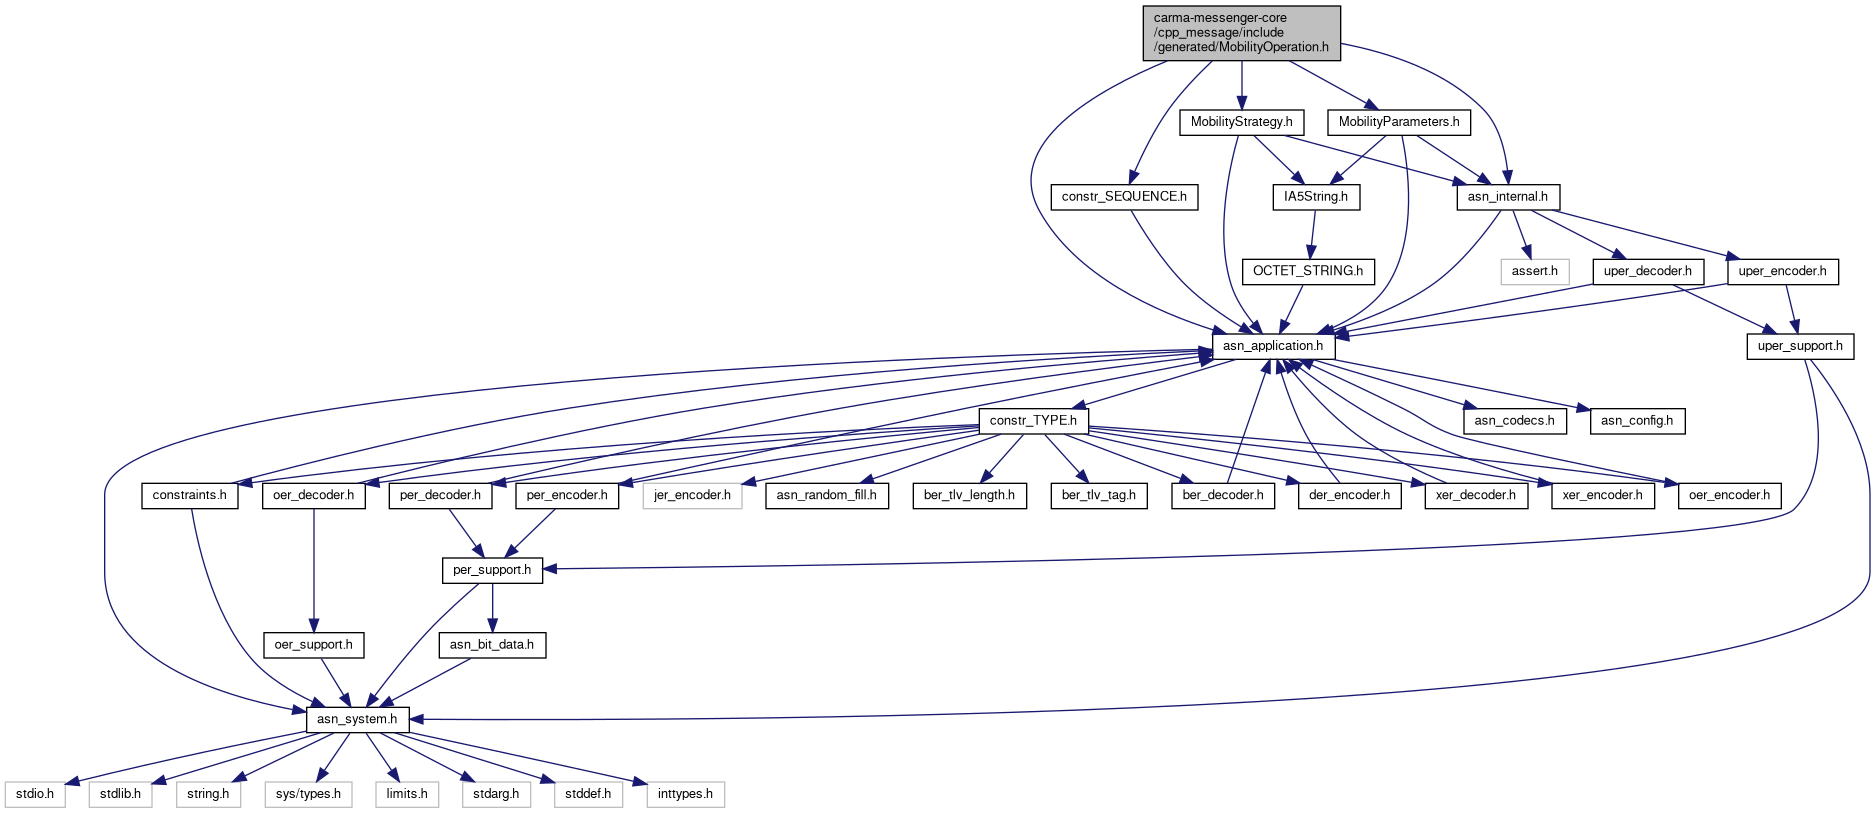 carma-messenger-core
/cpp_message/include
/generated/MobilityOperation.h
MobilityStrategy.h
MobilityParameters.h
constr_SEQUENCE.h
IA5String.h
asn_internal.h
OCTET_STRING.h
assert.h
uper_decoder.h
uper_encoder.h
asn_application.h
uper_support.h
constr_TYPE.h
asn_codecs.h
asn_config.h
constraints.h
oer_decoder.h
per_decoder.h
per_encoder.h
jer_encoder.h
asn_random_fill.h
ber_tlv_length.h
ber_tlv_tag.h
ber_decoder.h
der_encoder.h
xer_decoder.h
xer_encoder.h
oer_encoder.h
per_support.h
oer_support.h
asn_bit_data.h
asn_system.h
stdio.h
stdlib.h
string.h
sys/types.h
limits.h
stdarg.h
stddef.h
inttypes.h